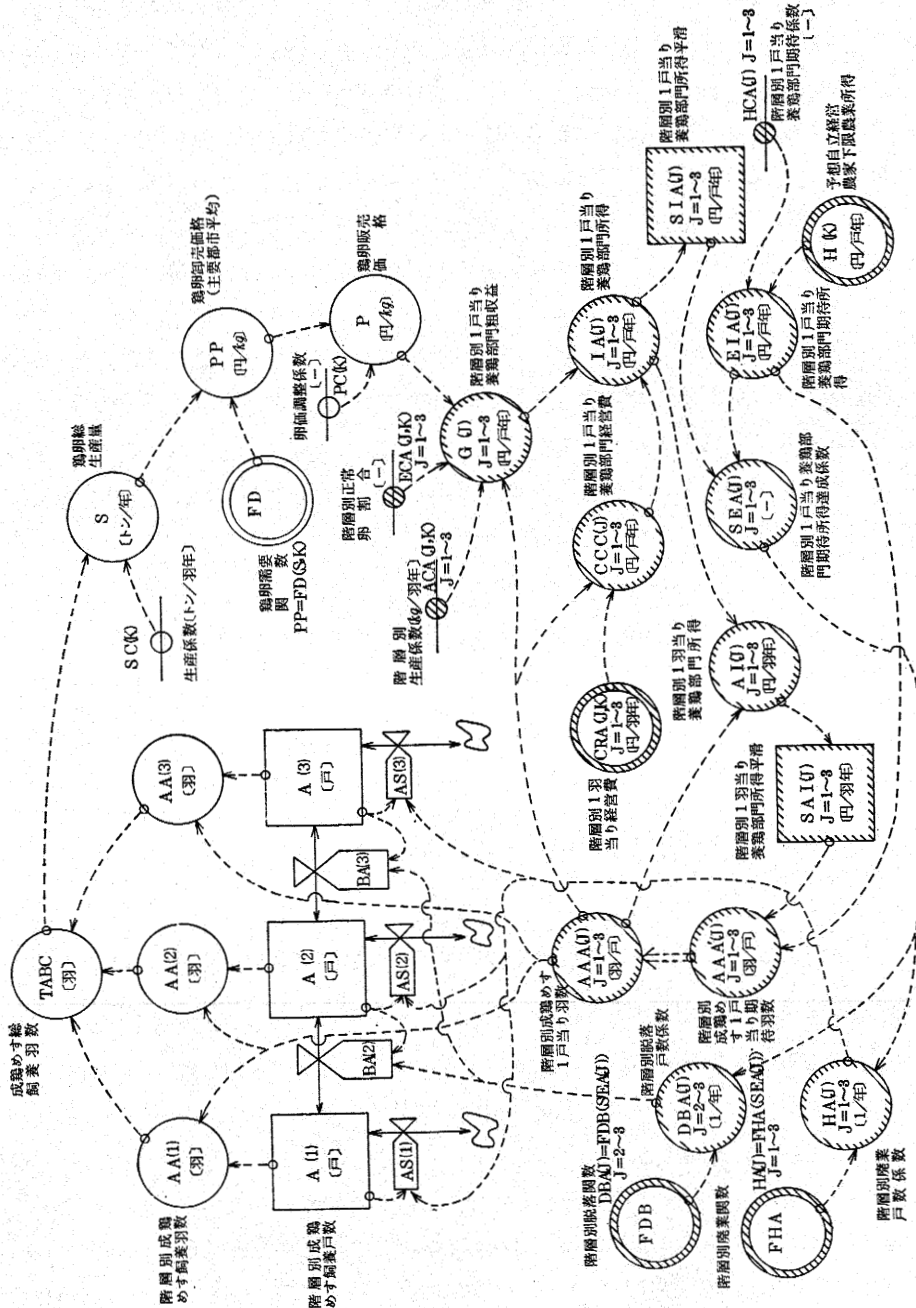 成鶏めす総
飼養羽数
TABC
〔羽〕
階層別成鶏
めす飼養羽数
AA(1)
〔羽〕
AA(2)
〔羽〕
AA(3)
〔羽〕
階層別成鶏
めす飼養戸数
A(1)
〔戸〕
A(2)
〔戸〕
A(3)
〔戸〕
AS(1)
AS(2)
AS(3)
BA(2)
BA(3)
SC(K)
生産係数〔トン/羽年〕
S
〔トン/年〕
鶏卵総
生産量
PP
(円/kg)
鶏卵卸売価格
(主要都市平均)
FD
鶏卵需要
関数
PP=FD(S,K)
卵価調整係数
〔-〕
PC(K)
P
(円/kg)
鶏卵販売
価格
階層別正常
卵割合
〔-〕
ECA(J,K)
J=1~3
階層別
生産係数(kg/羽年)
ACA(J,K)
J=1~3
G(J)
J=1~3
(円/戸年)
階層別1戸当り
養鶏部門粗収益
階層別1羽
当り経営費
CRA(J,K)
J=1~3
(円/羽年)
CCC(J)
J=1~3
(円/戸年)
階層別1戸当り
養鶏部門経営費
IA(J)
J=1~3
(円/戸年)
階層別1戸当り
養鶏部門所得
SIA(J)
J=1~3
(円/戸年)
階層別1戸当り
養鶏部門所得平滑
HCA(J) J=1~3
階層別1戸当り
養鶏部門期待係数
〔-〕
H(K)
(円/戸年)
予想自立経営
農家下限農業所得
EIA(J)
J=1~3
(円/戸年)
階層別1戸当り
養鶏部門期待所
得
SEA(J)
J=1~3
〔-〕
階層別1戸当り養鶏部
門期待所得達成係数
階層別1羽当り
養鶏部門所得
AI(J)
J=1~3
(円/羽年)
階層別1羽当り
養鶏部門所得平滑
SAI(J)
J=1~3
(円/羽年)
階層別成鶏めす
1戸当り羽数
AAA(J)
J=1~3
(羽/戸)
階層別
成鶏め
す1戸
当り期
待羽数
AAA'(J)
J=1~3
(羽/戸)
階層別脱落
戸数係数
DBA(J)
J=2~3
(1/年)
階層別脱落関数
DBA(J)=FDB(SEA(J))
J=2~3
FDB
階層別廃業関数
HA(J)=FHA(SEA(J))
J=1~3
FHA
HA(J)
J=1~3
(1/年)
階層別廃業
戸数係数